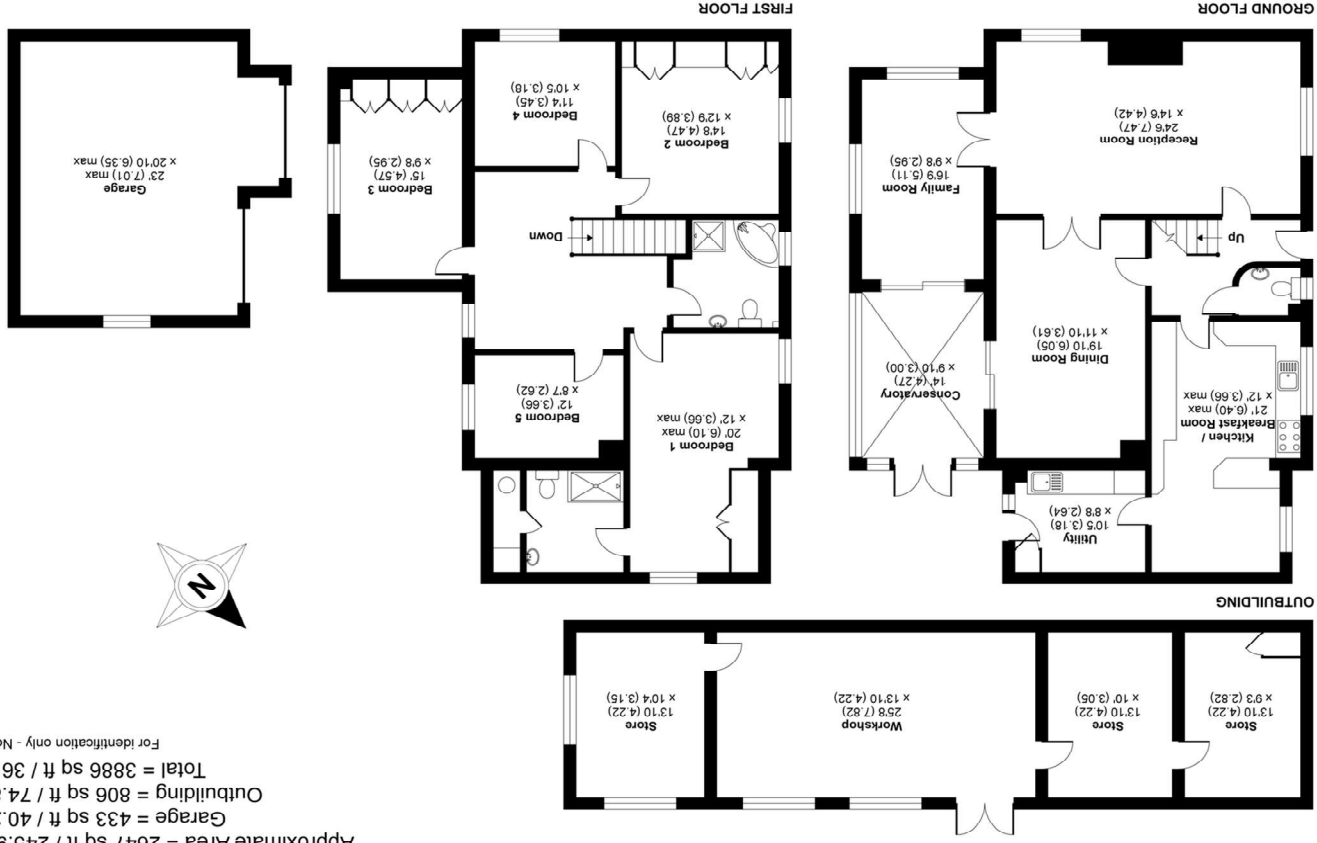 Approximate Area = 2647 sq ft / 245.9
Garage = 433 sq ft / 40.2
Outbuilding = 806 sq ft / 74.
Total = 3886 sq ft / 36
For identification only - No
Store
13'10 (4.22)
x 9'3 (2.82)
Store
13'10 (4.22)
x 10' (3.05)
Workshop
25'8 (7.82)
x 13'10 (4.22)
Store
13'10 (4.22)
x 10'4 (3.15)
OUTBUILDING
N
Utility
10'5 (3.18)
x 8'8 (2.64)
Kitchen /
Breakfast Room
21' (6.40) max
x 12' (3.66) max
Dining Room
19'10 (6.05)
x 11'10 (3.61)
Conservatory
14' (4.27)
x 9'10 (3.00)
Up
Reception Room
24'6 (7.47)
x 14'6 (4.42)
Family Room
16'9 (5.11)
x 9'8 (2.95)
GROUND FLOOR
Bedroom 1
20' (6.10) max
x 12' (3.66) max
Bedroom 5
12' (3.66)
x 8'7 (2.62)
Down
Bedroom 2
14'8 (4.47)
x 12'9 (3.89)
Bedroom 4
11'4 (3.45)
x 10'5 (3.18)
Bedroom 3
15' (4.57)
x 9'8 (2.95)
FIRST FLOOR
Garage
23' (7.01) max
x 20'10 (6.35) max